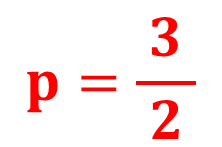 p = 3/2